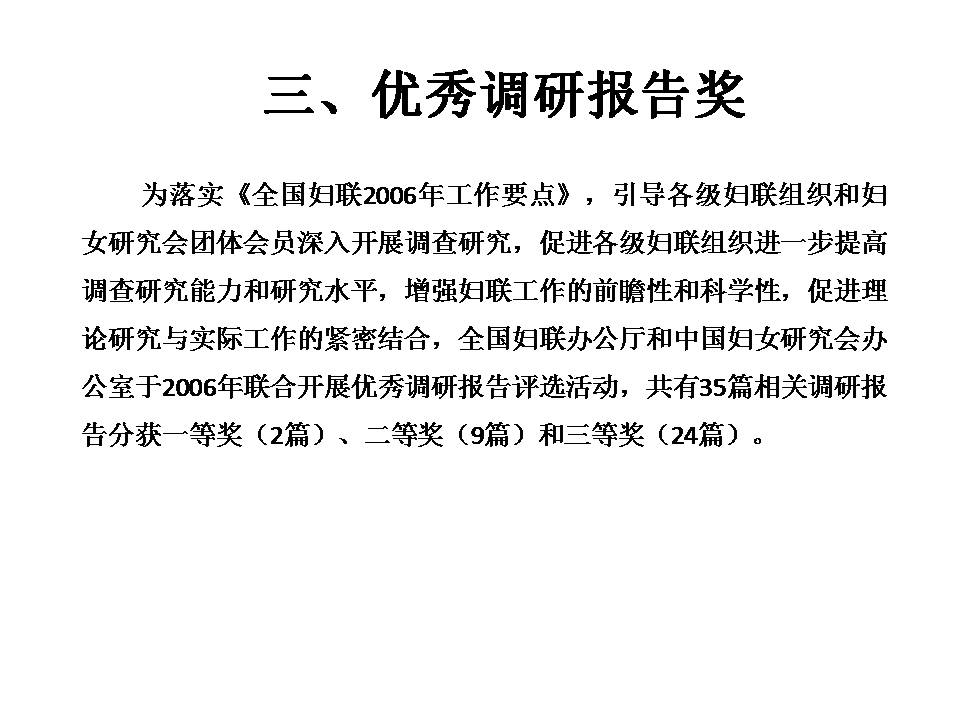 三、优秀调研报告奖
为落实《全国妇联2006年工作要点》，引导各级妇联组织和妇
女研究会团体会员深入开展调查研究，促进各级妇联组织进一步提高
调查研究能力和研究水平，增强妇联工作的前瞻性和科学性，促进理
论研究与实际工作的紧密结合，全国妇联办公厅和中国妇女研究会办
公室于2006年联合开展优秀调研报告评选活动，共有35篇相关调研报
告分获一等奖（2篇）、二等奖（9篇）和三等奖（24篇）。